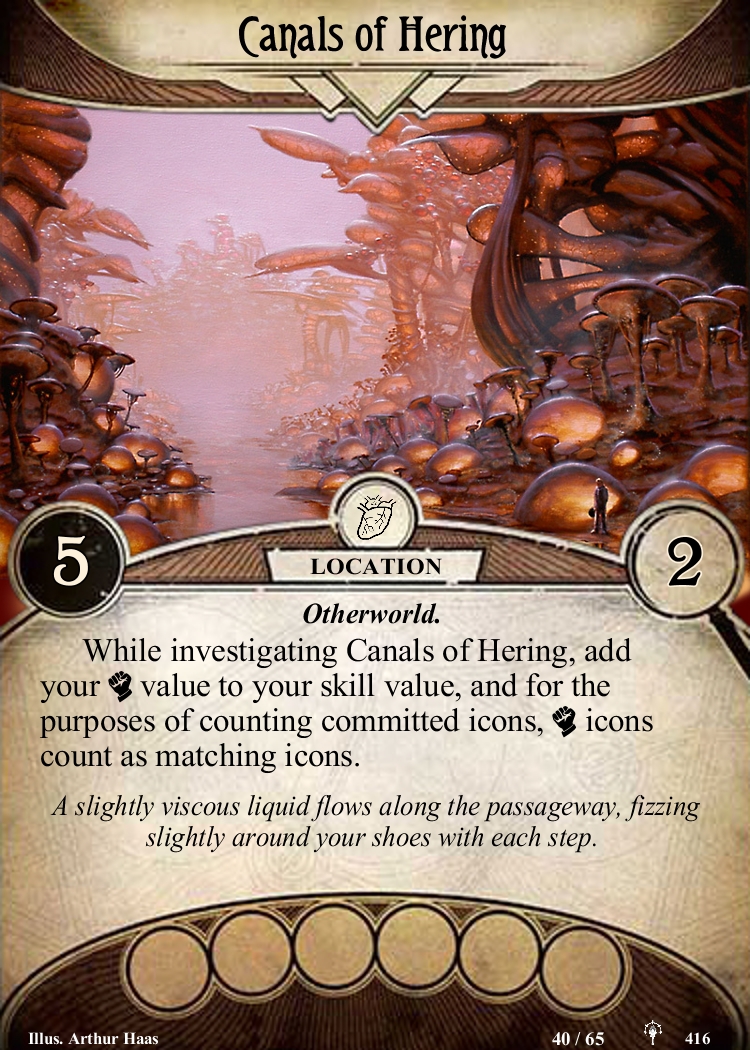 Canals of Hering
5
LOCATION
2
Otherworld.
While investigating Canals of Hering, add
your value to your skill value, and for the
purposes of counting committed icons, icons
count as matching icons.
A slightly viscous liquid flows along the passageway, fizzing
slightly around your shoes with each step.
Illus. Arthur Haas
40 / 65
416